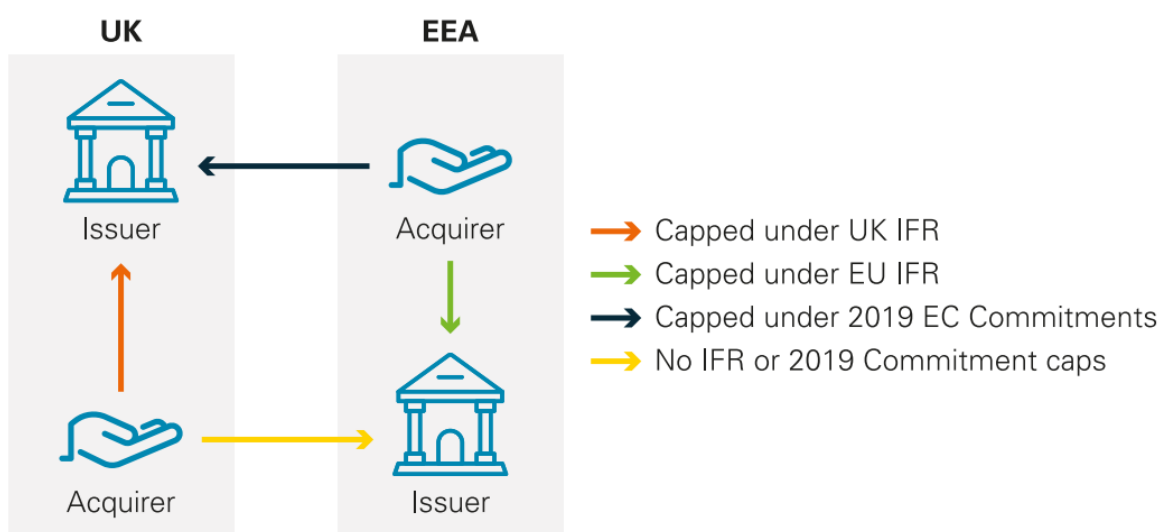 UK
EEA
Issuer
Acquirer
Acquirer
Issuer
Capped under UK IFR
Capped under EU IFR
Capped under 2019 EC Commitments
No IFR or 2019 Commitment caps